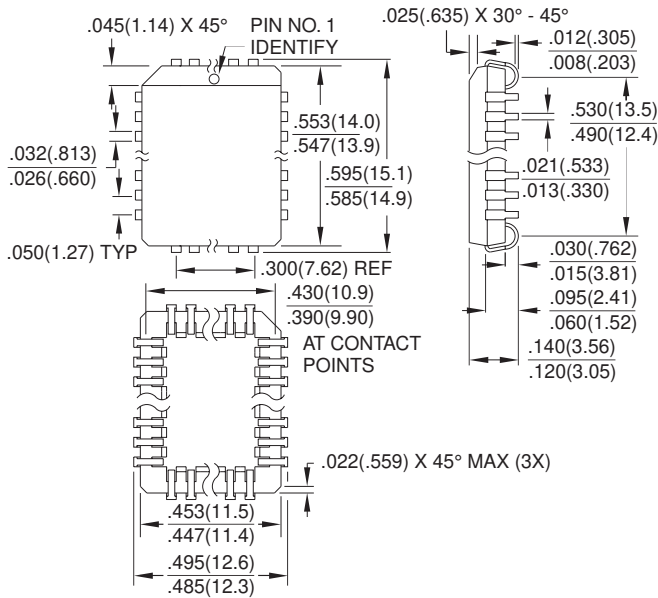 .045(1.14) X 45°
PIN NO. 1
IDENTIFY
.025(.635) X 30° - 45°
.012(.305)
.008(.203)
.553(14.0)
.547(13.9)
.530(13.5)
.490(12.4)
.032(.813)
.026(.660)
.595(15.1)
.585(14.9)
.021(.533)
.013(.330)
.050(1.27) TYP
.300(7.62) REF
.030(.762)
.015(3.81)
.430(10.9)
.390(9.90)
AT CONTACT
POINTS
.095(2.41)
.060(1.52)
.140(3.56)
.120(3.05)
.022(.559) X 45° MAX (3X)
.453(11.5)
.447(11.4)
.495(12.6)
.485(12.3)